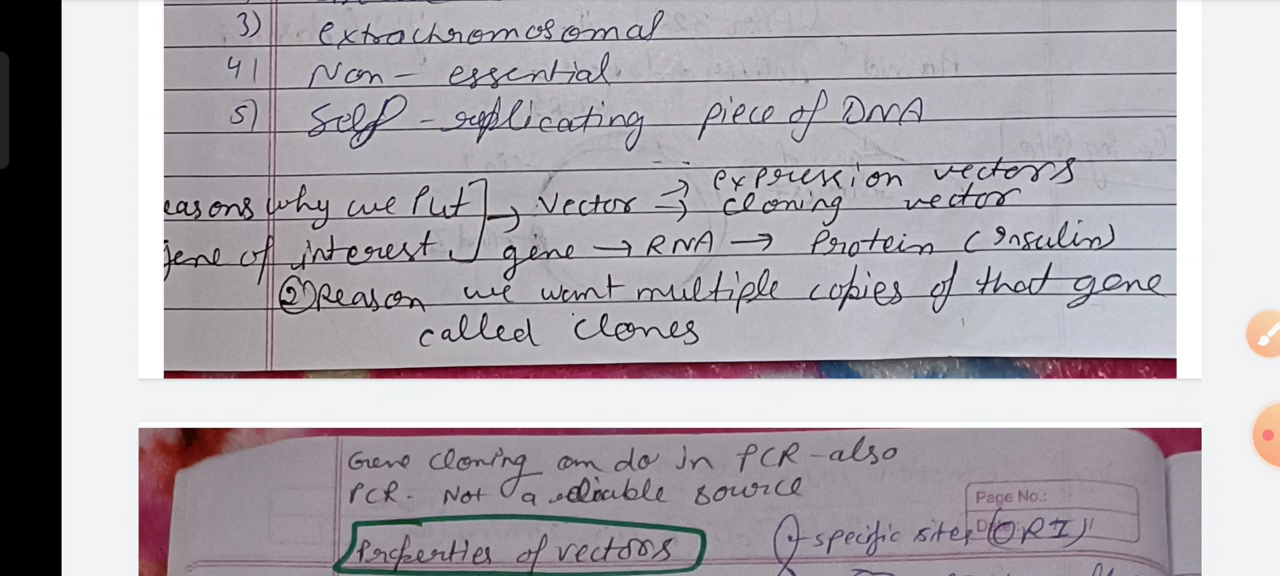 3) extrachromosomal
4) Non - essential
5) Self - replicating piece of DNA
easons why we Put ] → Vector → expression vectors
→ cloning vector
gene of interest. gene → RNA → Protein (Insulin)
② Reason we want multiple copies of that gene
called clones
Gene cloning can do in PCR - also
PCR - Not a reliable source
Page No.:
Properties of vectors
specific site (ORI)